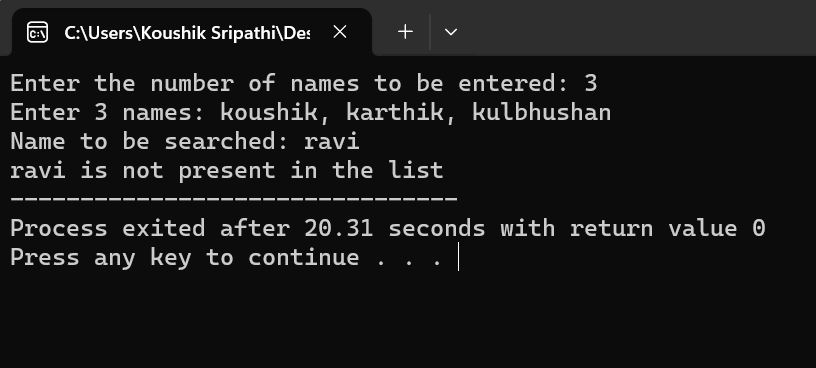 C:\Users\Koushik Sripathi\Des
Enter the number of names to be entered: 3
Enter 3 names: koushik, karthik, kulbhushan
Name to be searched: ravi
ravi is not present in the list
--------------------------------
Process exited after 20.31 seconds with return value 0
Press any key to continue . . .